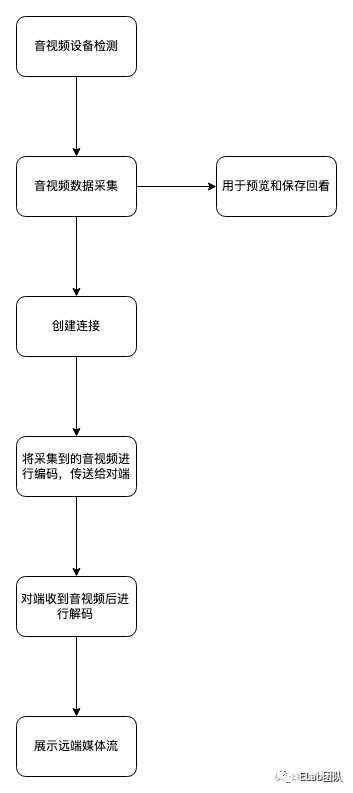 音视频设备检测
音视频数据采集
用于预览和保存回看
创建连接
将采集到的音视频进
行编码，传送给对端
对端收到音视频后进
行解码
展示远端媒体流
ELab团队